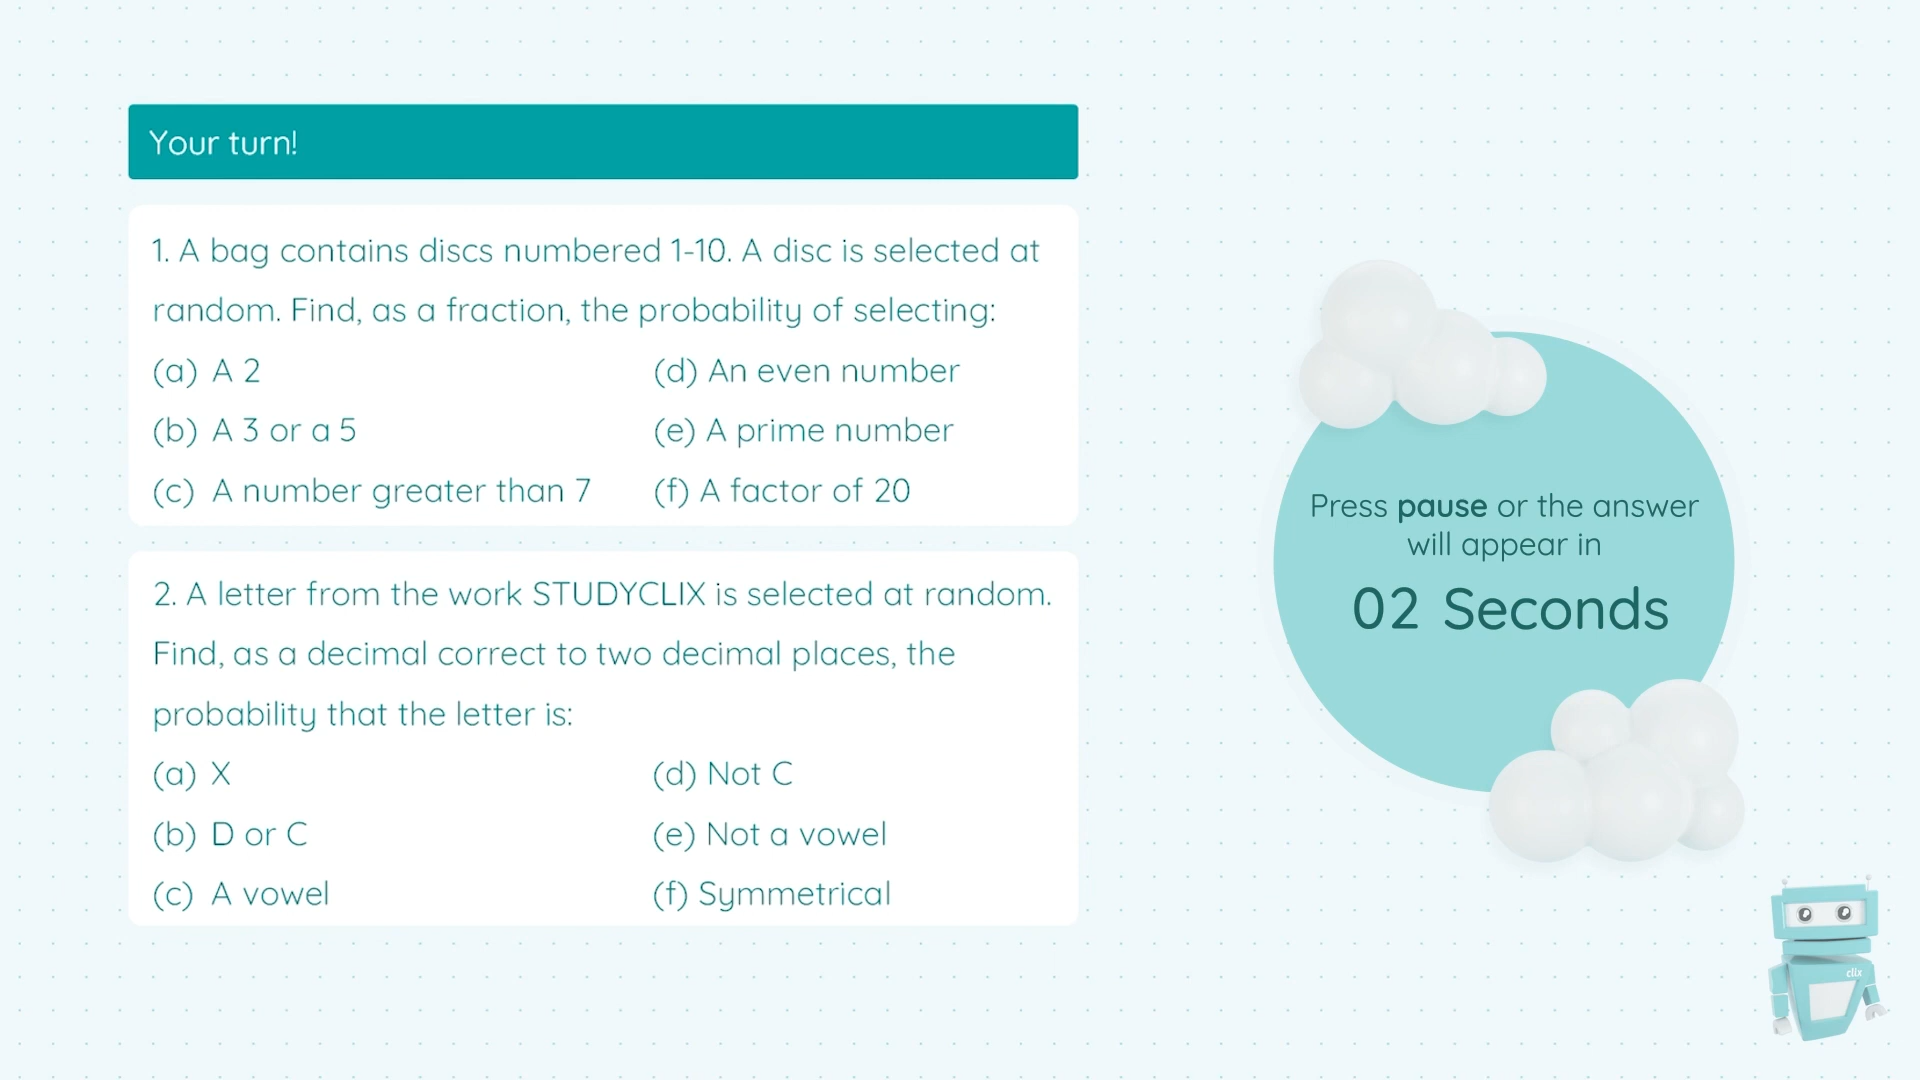 Your turn!
1. A bag contains discs numbered 1-10. A disc is selected at
random. Find, as a fraction, the probability of selecting:
(a) A 2
(b) A 3 or a 5
(c) A number greater than 7
(d) An even number
(e) A prime number
(f) A factor of 20
2. A letter from the work STUDYCLIX is selected at random.
Find, as a decimal correct to two decimal places, the
probability that the letter is:
(a) X
(b) D or C
(c) A vowel
(d) Not C
(e) Not a vowel
(f) Symmetrical
Press pause or the answer
will appear in
02 Seconds
clix